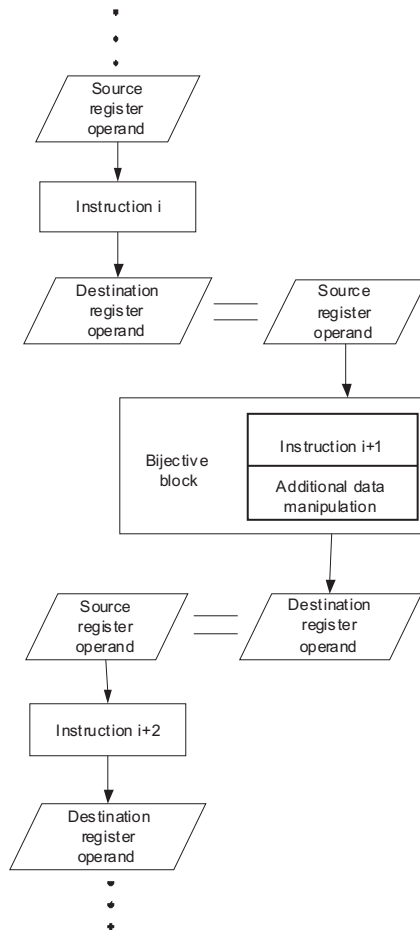 Source
register
operand
Instruction i
Destination
register
operand
Source
register
operand
Bijective
block
Instruction i+1
Additional data
manipulation
Source
register
operand
Destination
register
operand
Instruction i+2
Destination
register
operand